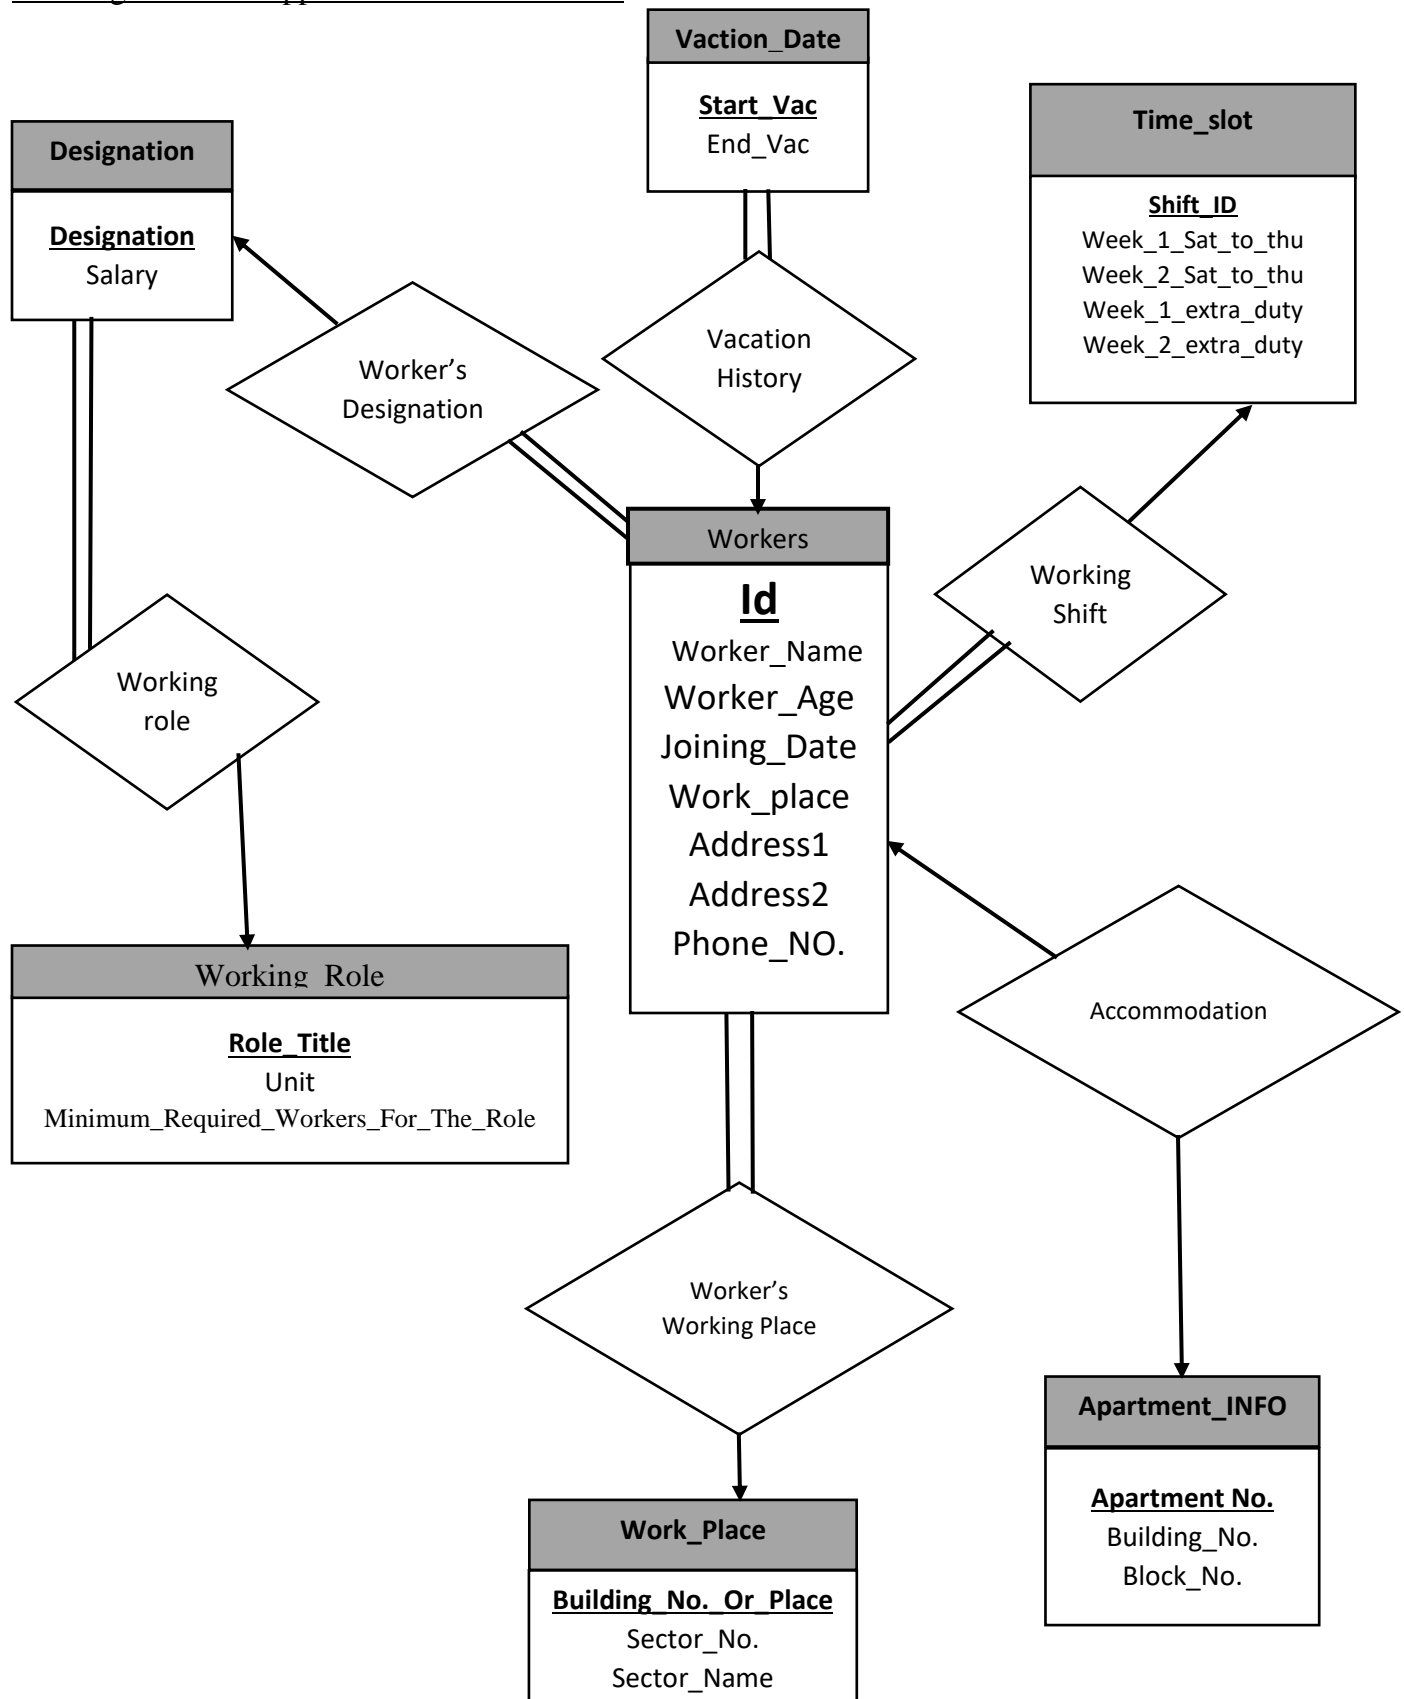 Vaction_Date
Start_Vac
End_Vac
Time_slot
Shift_ID
Week_1_Sat_to_thu
Week_2_Sat_to_thu
Week_1_extra_duty
Week_2_extra_duty
Designation
Designation
Salary
Worker’s
Designation
Vacation
History
Workers
Id
Worker_Name
Worker_Age
Joining_Date
Work_place
Address1
Address2
Phone_NO.
Working
Shift
Working
role
Working_Role
Role_Title
Unit
Minimum_Required_Workers_For_The_Role
Accommodation
Worker’s
Working Place
Apartment_INFO
Apartment No.
Building_No.
Block_No.
Work_Place
Building_No._Or_Place
Sector_No.
Sector_Name